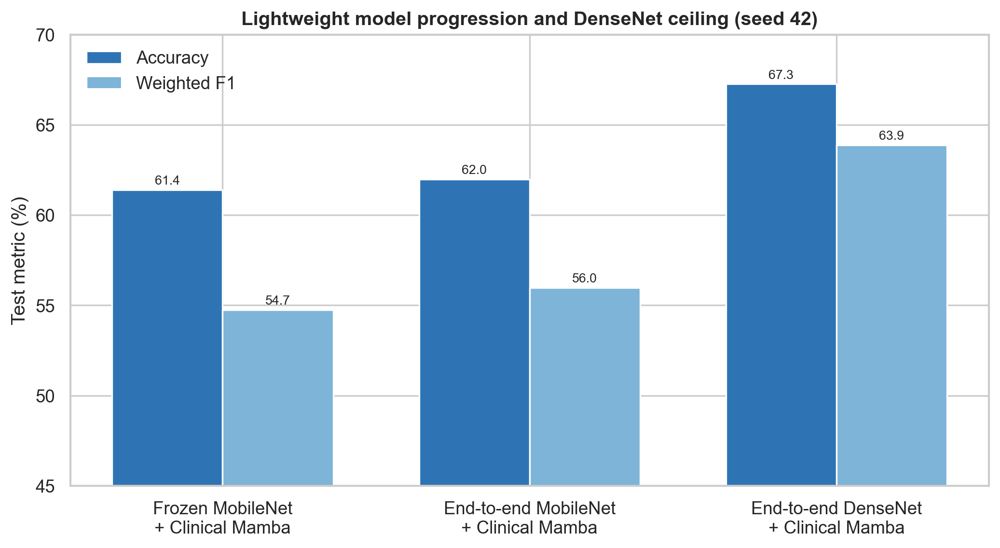 Lightweight model progression and DenseNet ceiling (seed 42)
Accuracy
Weighted F1
Test metric (%)
70
65
60
55
50
45
61.4
54.7
62.0
56.0
67.3
63.9
Frozen MobileNet
+ Clinical Mamba
End-to-end MobileNet
+ Clinical Mamba
End-to-end DenseNet
+ Clinical Mamba